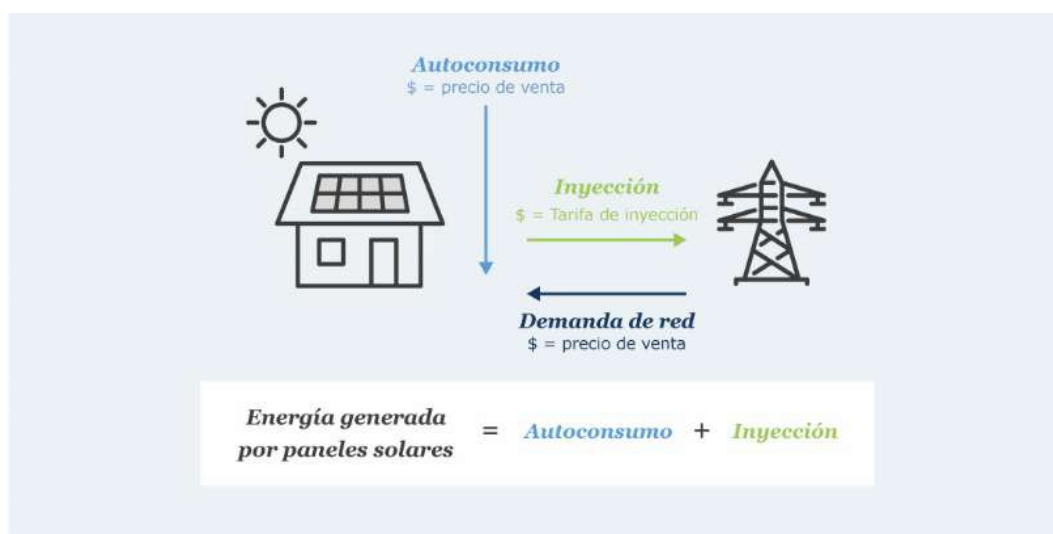 Autoconsumo
$ = precio de venta
Inyección
$ = Tarifa de inyección
Demanda de red
$ = precio de venta
Energía generada
por paneles solares = Autoconsumo + Inyección